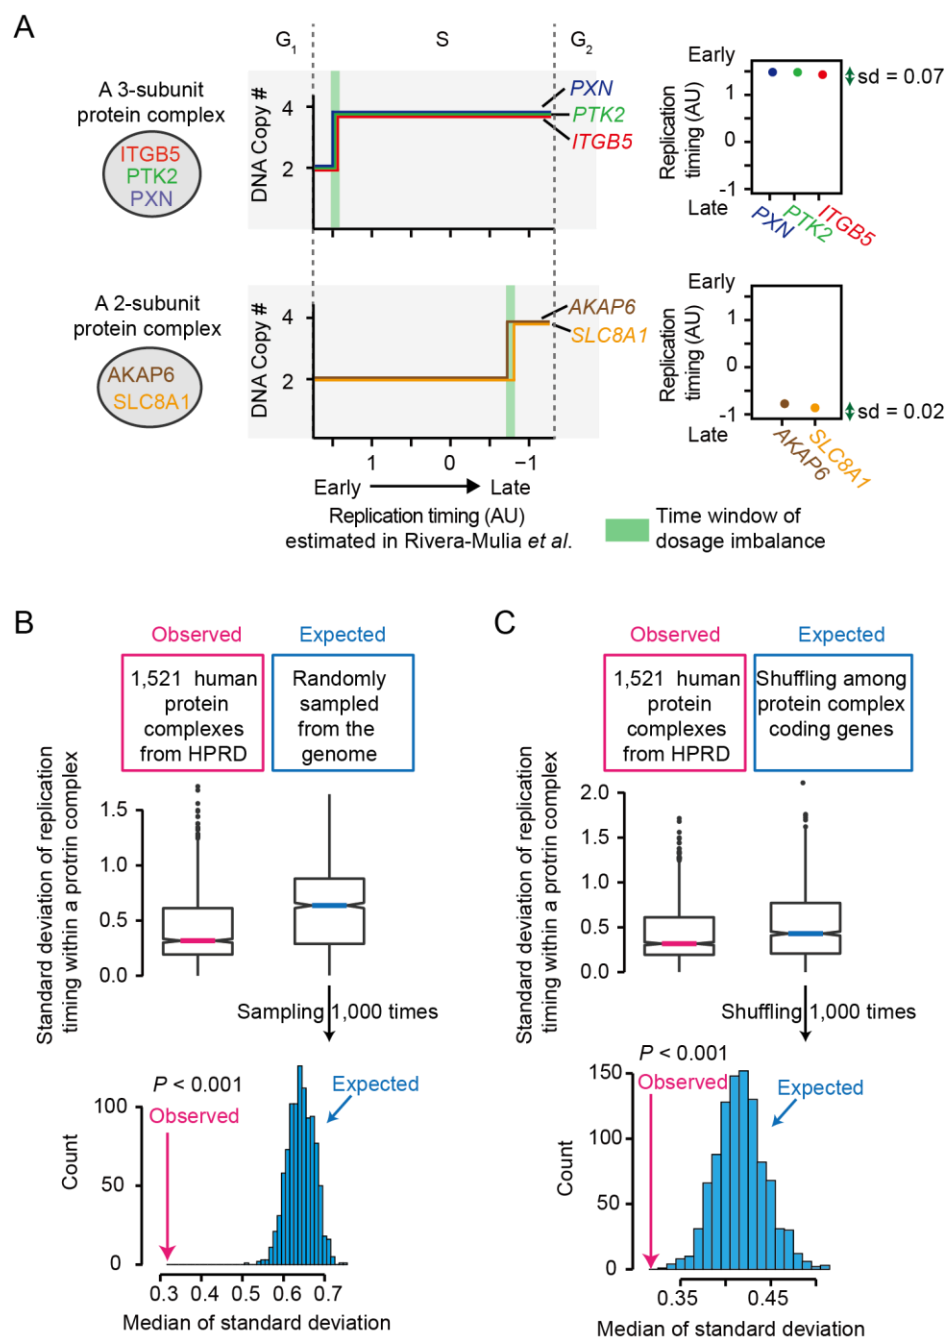 A
G1
S
G2
A 3-subunit
protein complex
ITGB5
PTK2
PXN
DNA Copy #
4
2
PXN
PTK2
ITGB5
Early
1
0
-1
Late
Replication
timing (AU)
sd = 0.07
PXN
PTK2
ITGB5
A 2-subunit
protein complex
AKAP6
SLC8A1
DNA Copy #
4
2
AKAP6
SLC8A1
1
0
−1
Early
Late
Replication timing (AU)
estimated in Rivera-Mulia et al.
Early
1
0
-1
Late
Replication
timing (AU)
sd = 0.02
AKAP6
SLC8A1
Time window of
dosage imbalance
B
Observed
Expected
1,521 human
protein
complexes
from HPRD
Randomly
sampled
from the
genome
Standard deviation of replication
timing within a protrin complex
1.5
1.0
0.5
0.0
Sampling 1,000 times
P < 0.001
Observed
Expected
Count
100
50
0
0.3 0.4 0.5 0.6 0.7
Median of standard deviation
C
Observed
Expected
1,521 human
protein
complexes
from HPRD
Shuffling among
protein complex
coding genes
Standard deviation of replication
timing within a protrin complex
2.0
1.5
1.0
0.5
0.0
Shuffling 1,000 times
P < 0.001
Observed
Expected
Count
150
100
50
0
0.35 0.45
Median of standard deviation